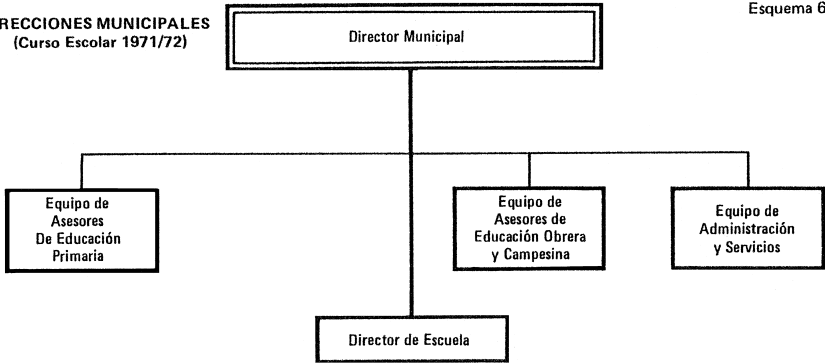 RECCIONES MUNICIPALES
(Curso Escolar 1971/72)
Esquema 6
Director Municipal
Equipo de
Asesores
De Educación
Primaria
Equipo de
Asesores de
Educación Obrera
y Campesina
Equipo de
Administración
y Servicios
Director de Escuela